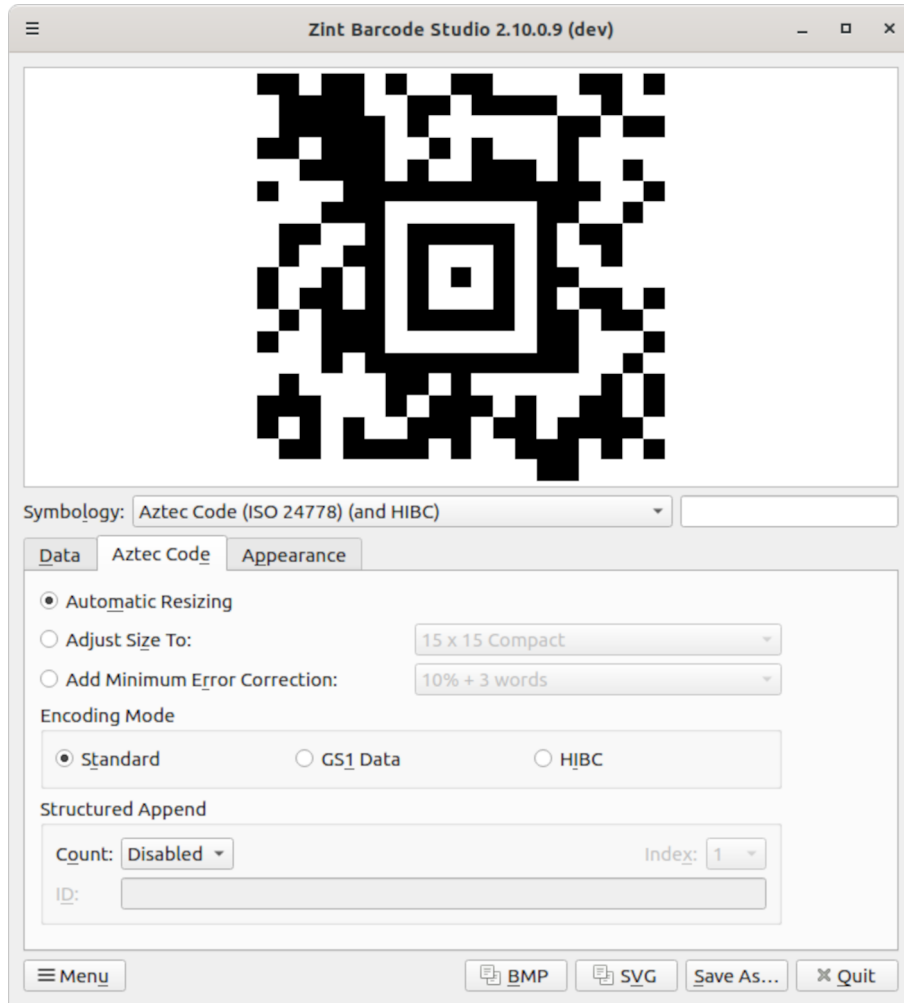 Zint Barcode Studio 2.10.0.9 (dev)
Symbology: Aztec Code (ISO 24778) (and HIBC)
Data Aztec Code Appearance
Automatic Resizing
Adjust Size To: 15 x 15 Compact
Add Minimum Error Correction: 10% + 3 words
Encoding Mode
Standard GS1 Data HIBC
Structured Append
Count: Disabled Index: 1
ID:
Menu BMP SVG Save As... Quit